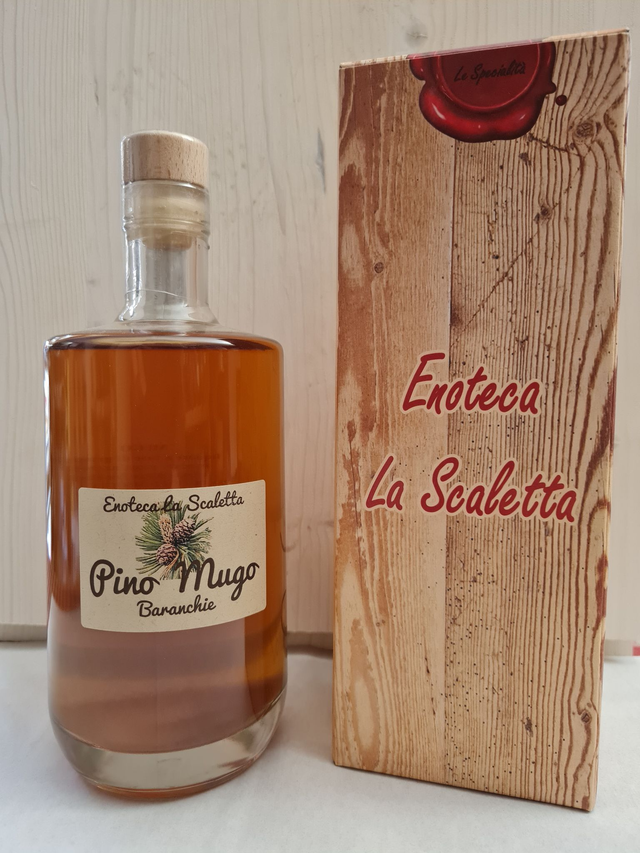 Enoteca La Scaletta
Pino Mugo
Baranchie
Le Specialità
Enoteca
La Scaletta